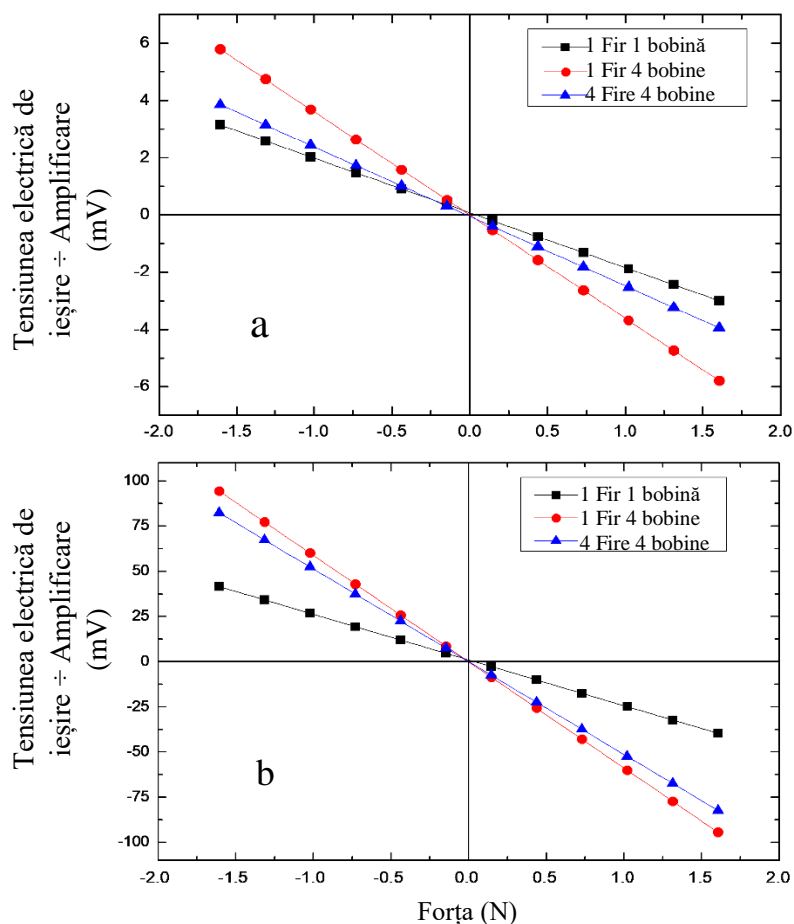 Tensiunea electrică de
ieșire ÷ Amplificare
(mV)
6
4
2
0
-2
-4
-6
1 Fir 1 bobină
1 Fir 4 bobine
4 Fire 4 bobine
a
-2.0 -1.5 -1.0 -0.5 0.0 0.5 1.0 1.5 2.0
Tensiunea electrică de
ieșire ÷ Amplificare
(mV)
100
75
50
25
0
-25
-50
-75
-100
1 Fir 1 bobină
1 Fir 4 bobine
4 Fire 4 bobine
b
-2.0 -1.5 -1.0 -0.5 0.0 0.5 1.0 1.5 2.0
Forța (N)